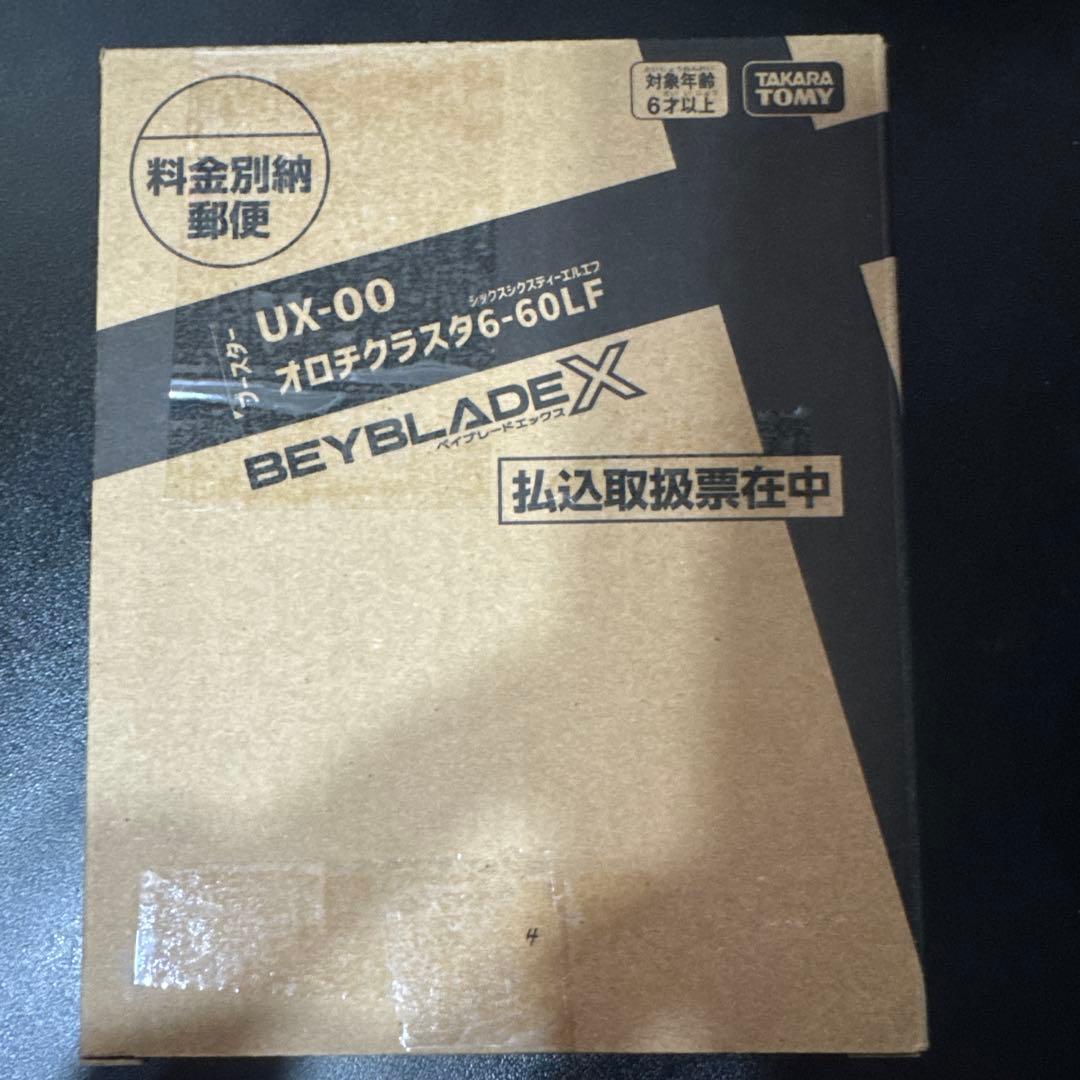 対象年齢
6才以上
TAKARA
TOMY
料金別納
郵便
ブースター
UX-00
シックスシクスティーエルエフ
オロチクラスタ6-60LF
BEYBLADE X
ベイブレードエックス
払込取扱票在中
4